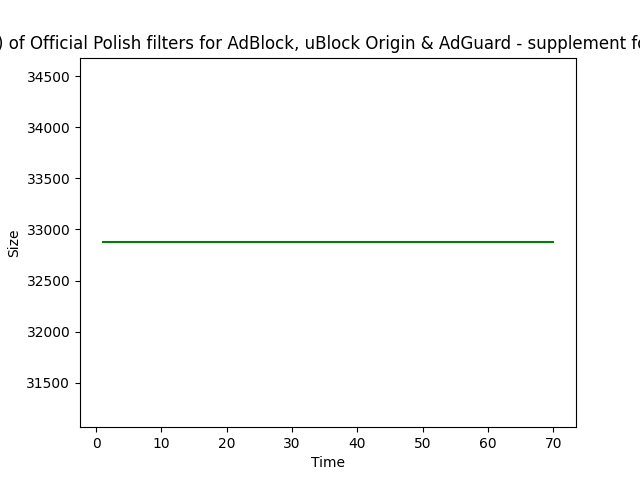 ) of Official Polish filters for AdBlock, uBlock Origin & AdGuard - supplement fo
34500
34000
33500
33000
32500
32000
31500
Size
0 10 20 30 40 50 60 70
Time